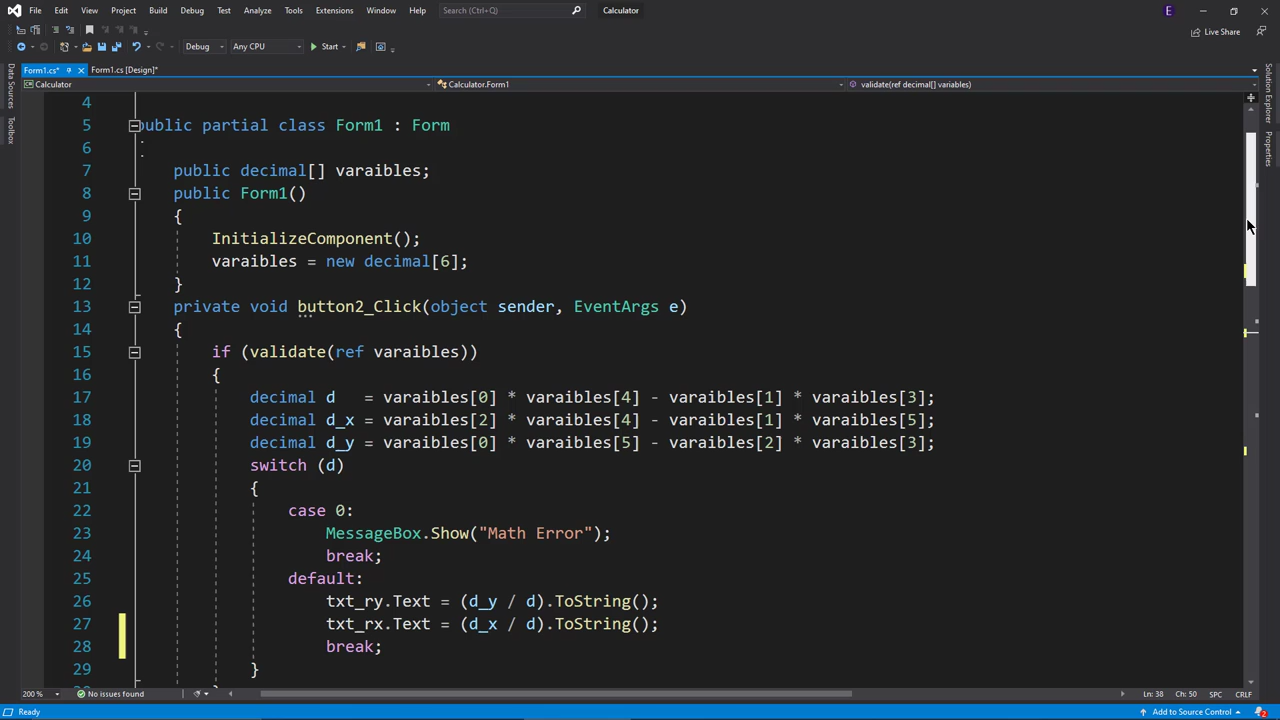 File Edit View Project Build Debug Test Analyze Tools Extensions Window Help Search (Ctrl+Q) Calculator E
Live Share
Debug Any CPU Start
Form1.cs* Form1.cs [Design]*
Calculator Calculator.Form1 validate(ref decimal[] variables)
Data Sources
Toolbox
Solution Explorer
Properties
4
5 public partial class Form1 : Form
6
7 public decimal[] varaibles;
8 public Form1()
9 {
10 InitializeComponent();
11 varaibles = new decimal[6];
12 }
13 private void button2_Click(object sender, EventArgs e)
14 {
15 if (validate(ref varaibles))
16 {
17 decimal d = varaibles[0] * varaibles[4] - varaibles[1] * varaibles[3];
18 decimal d_x = varaibles[2] * varaibles[4] - varaibles[1] * varaibles[5];
19 decimal d_y = varaibles[0] * varaibles[5] - varaibles[2] * varaibles[3];
20 switch (d)
21 {
22 case 0:
23 MessageBox.Show("Math Error");
24 break;
25 default:
26 txt_ry.Text = (d_y / d).ToString();
27 txt_rx.Text = (d_x / d).ToString();
28 break;
29 }
200 % No issues found Ln: 38 Ch: 50 SPC CRLF
Ready Add to Source Control 2